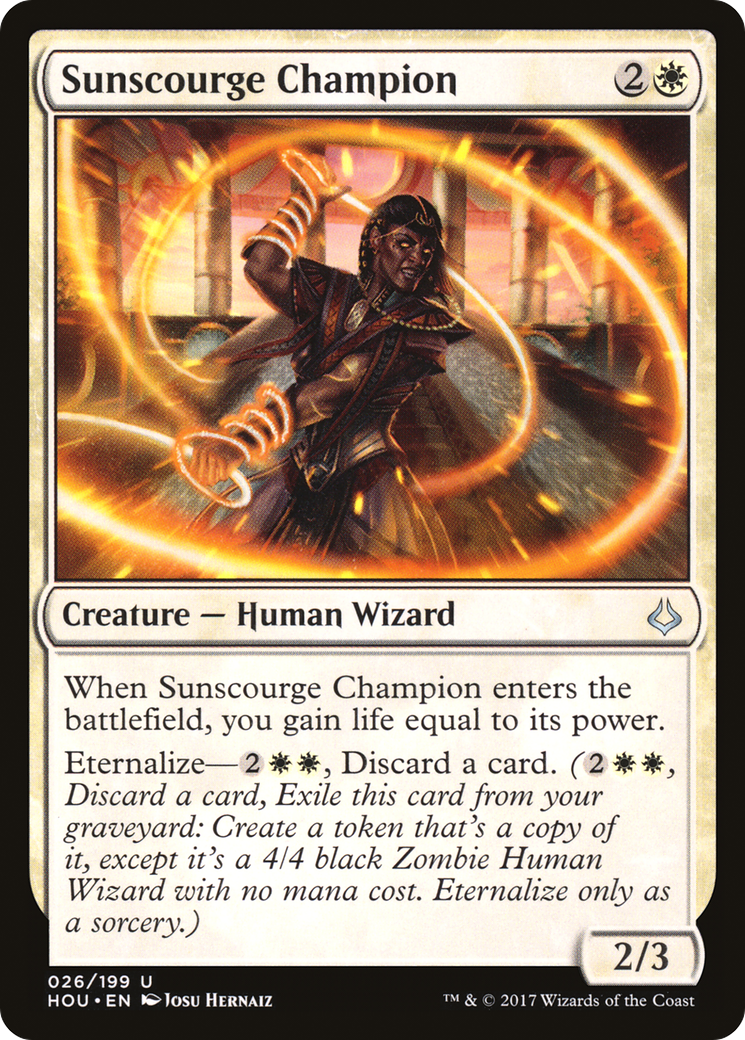 Sunscourge Champion 2
Creature — Human Wizard
When Sunscourge Champion enters the
battlefield, you gain life equal to its power.
Eternalize—2, Discard a card. (2,
Discard a card, Exile this card from your
graveyard: Create a token that's a copy of
it, except it's a 4/4 black Zombie Human
Wizard with no mana cost. Eternalize only as
a sorcery.)
2/3
026/199 U
HOU • EN Josu Hernaiz
™ & © 2017 Wizards of the Coast